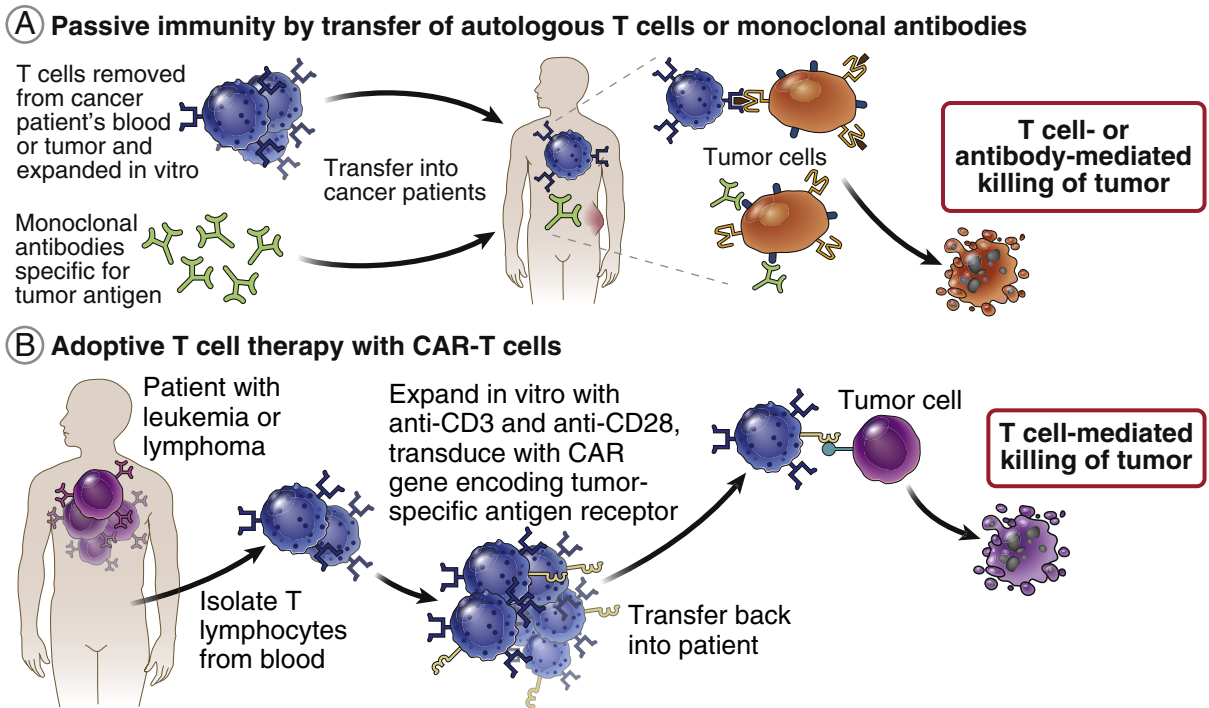 A Passive immunity by transfer of autologous T cells or monoclonal antibodies
T cells removed
from cancer
patient's blood
or tumor and
expanded in vitro
Monoclonal
antibodies
specific for
tumor antigen
Transfer into
cancer patients
Tumor cells
T cell- or
antibody-mediated
killing of tumor
B Adoptive T cell therapy with CAR-T cells
Patient with
leukemia or
lymphoma
Isolate T
lymphocytes
from blood
Expand in vitro with
anti-CD3 and anti-CD28,
transduce with CAR
gene encoding tumor-
specific antigen receptor
Transfer back
into patient
Tumor cell
T cell-mediated
killing of tumor